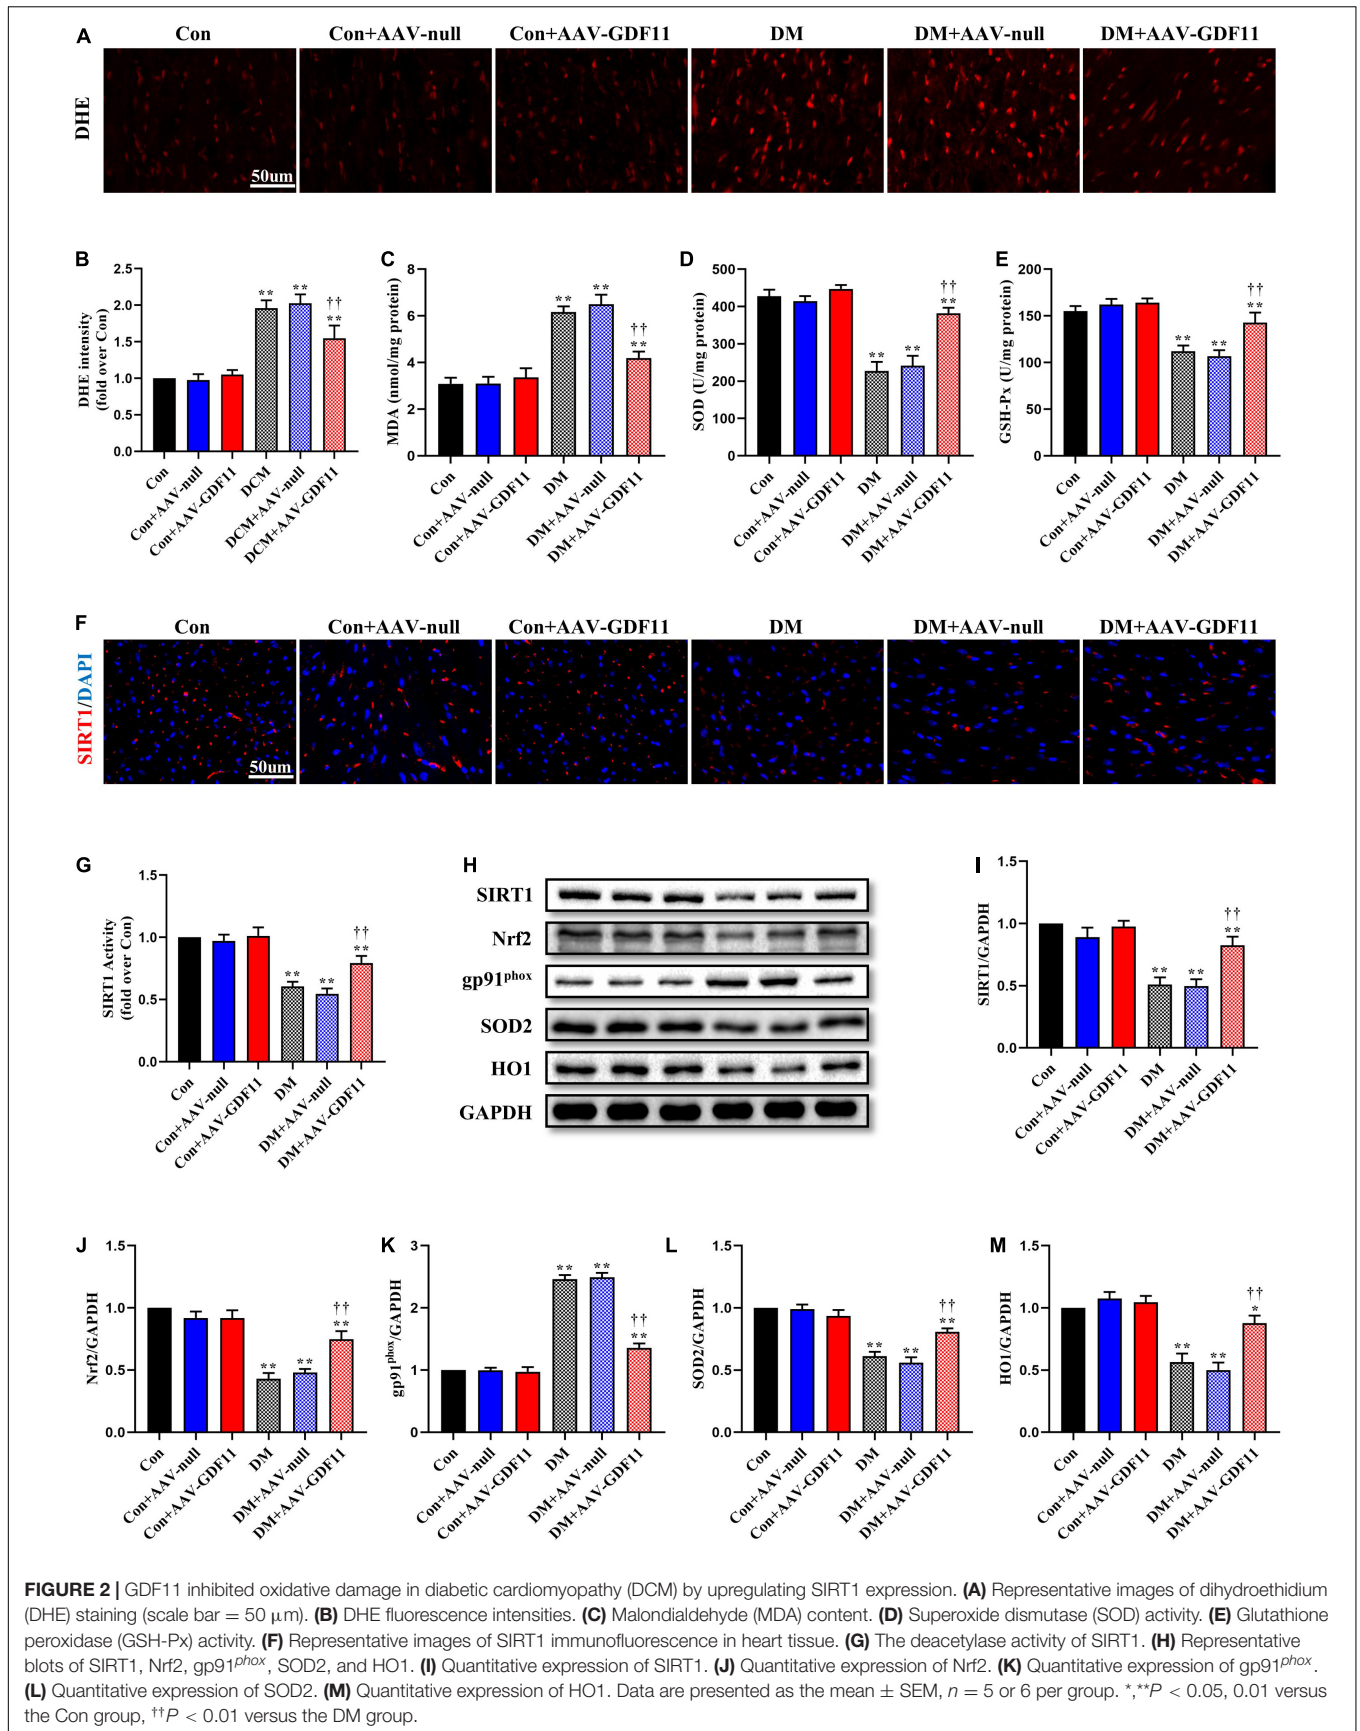 A
Con
Con+AAV-null
Con+AAV-GDF11
DM
DM+AAV-null
DM+AAV-GDF11
DHE
50um
B
DHE intensity
(fold over Con)
2.5
2.0
1.5
1.0
0.5
0.0
**
**
††
**
Con
Con+AAV-null
Con+AAV-GDF11
DCM
DCM+AAV-null
DCM+AAV-GDF11
C
MDA (nmol/mg protein)
8
6
4
2
0
**
**
††
**
Con
Con+AAV-null
Con+AAV-GDF11
DM
DM+AAV-null
DM+AAV-GDF11
D
SOD (U/mg protein)
500
400
300
200
100
0
**
**
††
**
Con
Con+AAV-null
Con+AAV-GDF11
DM
DM+AAV-null
DM+AAV-GDF11
E
GSH-Px (U/mg protein)
200
150
100
50
0
**
**
††
**
Con
Con+AAV-null
Con+AAV-GDF11
DM
DM+AAV-null
DM+AAV-GDF11
F
Con
Con+AAV-null
Con+AAV-GDF11
DM
DM+AAV-null
DM+AAV-GDF11
SIRT1/DAPI
50um
G
SIRT1 Activity
(fold over Con)
1.5
1.0
0.5
0.0
**
**
††
**
Con
Con+AAV-null
Con+AAV-GDF11
DM
DM+AAV-null
DM+AAV-GDF11
H
SIRT1
Nrf2
gp91phox
SOD2
HO1
GAPDH
I
SIRT1/GAPDH
1.5
1.0
0.5
0.0
**
**
††
**
Con
Con+AAV-null
Con+AAV-GDF11
DM
DM+AAV-null
DM+AAV-GDF11
J
Nrf2/GAPDH
1.5
1.0
0.5
0.0
**
**
††
**
Con
Con+AAV-null
Con+AAV-GDF11
DM
DM+AAV-null
DM+AAV-GDF11
K
gp91phox/GAPDH
3
2
1
0
**
**
††
**
Con
Con+AAV-null
Con+AAV-GDF11
DM
DM+AAV-null
DM+AAV-GDF11
L
SOD2/GAPDH
1.5
1.0
0.5
0.0
**
**
††
**
Con
Con+AAV-null
Con+AAV-GDF11
DM
DM+AAV-null
DM+AAV-GDF11
M
HO1/GAPDH
1.5
1.0
0.5
0.0
**
**
††
*
Con
Con+AAV-null
Con+AAV-GDF11
DM
DM+AAV-null
DM+AAV-GDF11
FIGURE 2 | GDF11 inhibited oxidative damage in diabetic cardiomyopathy (DCM) by upregulating SIRT1 expression. (A) Representative images of dihydroethidium
(DHE) staining (scale bar = 50 μm). (B) DHE fluorescence intensities. (C) Malondialdehyde (MDA) content. (D) Superoxide dismutase (SOD) activity. (E) Glutathione
peroxidase (GSH-Px) activity. (F) Representative images of SIRT1 immunofluorescence in heart tissue. (G) The deacetylase activity of SIRT1. (H) Representative
blots of SIRT1, Nrf2, gp91phox, SOD2, and HO1. (I) Quantitative expression of SIRT1. (J) Quantitative expression of Nrf2. (K) Quantitative expression of gp91phox.
(L) Quantitative expression of SOD2. (M) Quantitative expression of HO1. Data are presented as the mean ± SEM, n = 5 or 6 per group. *,**P < 0.05, 0.01 versus
the Con group, ††P < 0.01 versus the DM group.